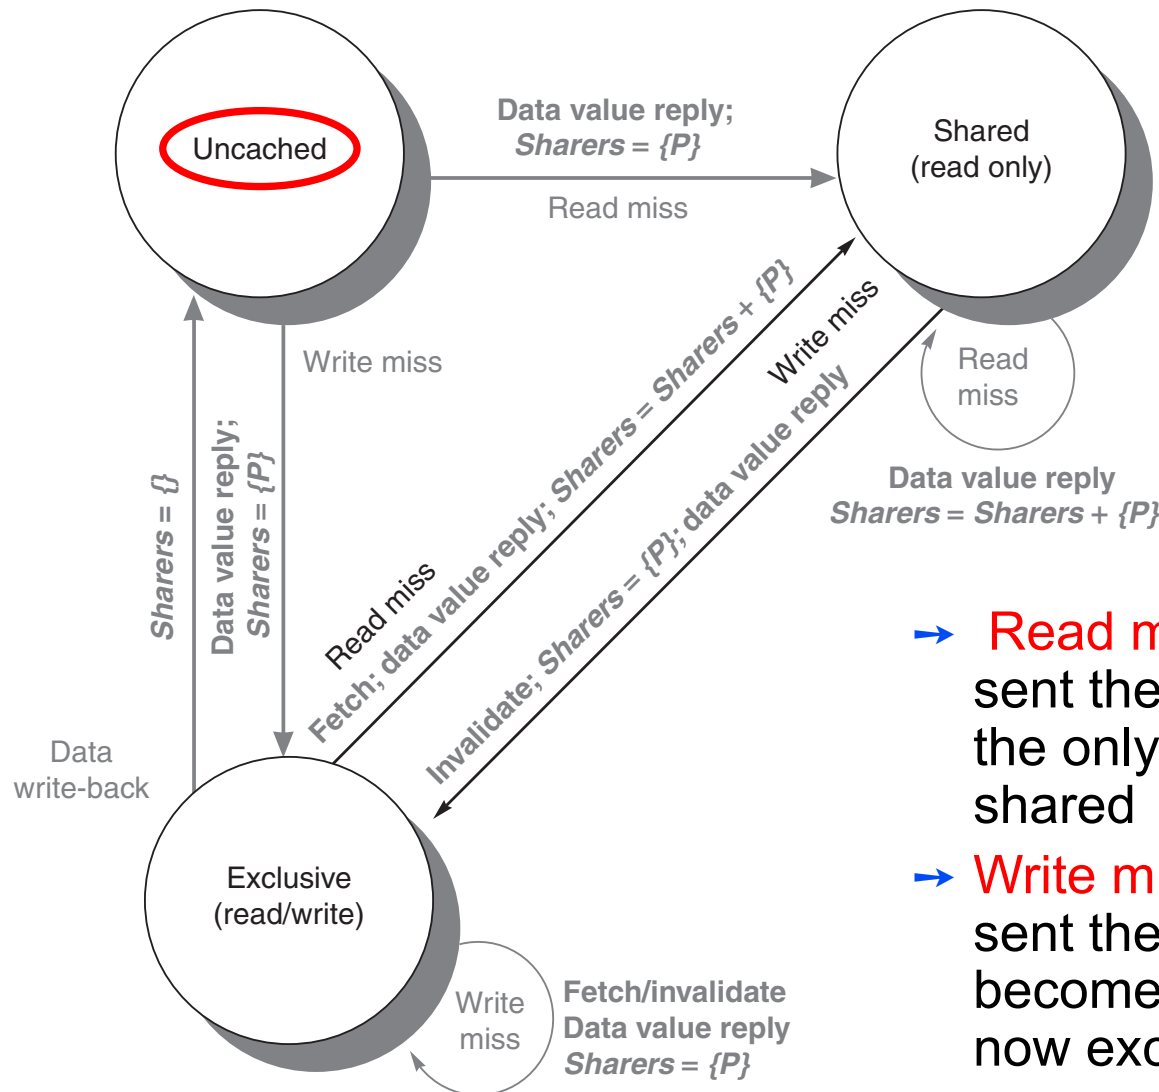 Uncached
Data value reply;
Sharers = {P}
Read miss
Shared
(read only)
Write miss
Sharers = {}
Data value reply;
Sharers = {P}
Read miss
Fetch; data value reply; Sharers = Sharers + {P}
Write miss
Invalidate; Sharers = {P}; data value reply
Read
miss
Data value reply
Sharers = Sharers + {P}
Data
write-back
Exclusive
(read/write)
Write
miss
Fetch/invalidate
Data value reply
Sharers = {P}
→ Read m
sent the
the only
shared
→ Write m
sent the
become
now exc